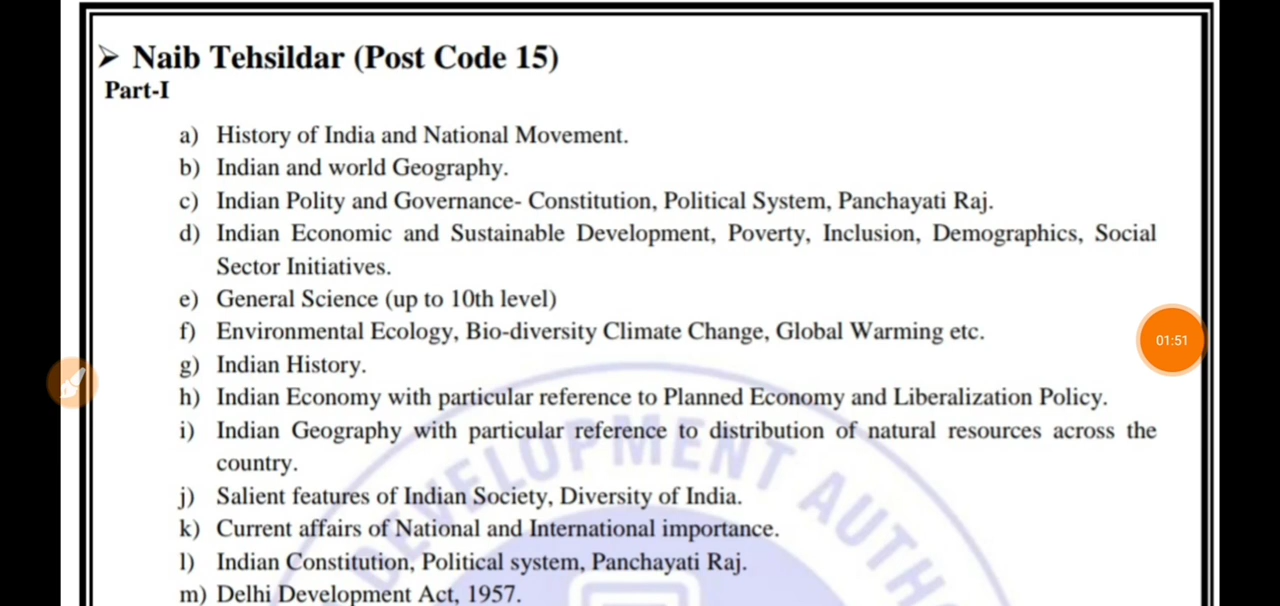 ➢ Naib Tehsildar (Post Code 15)
Part-I
a) History of India and National Movement.
b) Indian and world Geography.
c) Indian Polity and Governance- Constitution, Political System, Panchayati Raj.
d) Indian Economic and Sustainable Development, Poverty, Inclusion, Demographics, Social
Sector Initiatives.
e) General Science (up to 10th level)
01:51
f) Environmental Ecology, Bio-diversity Climate Change, Global Warming etc.
g) Indian History.
h) Indian Economy with particular reference to Planned Economy and Liberalization Policy.
i) Indian Geography with particular reference to distribution of natural resources across the
country.
j) Salient features of Indian Society, Diversity of India.
k) Current affairs of National and International importance.
l) Indian Constitution, Political system, Panchayati Raj.
m) Delhi Development Act, 1957.
DEVELOPMENT AUTH